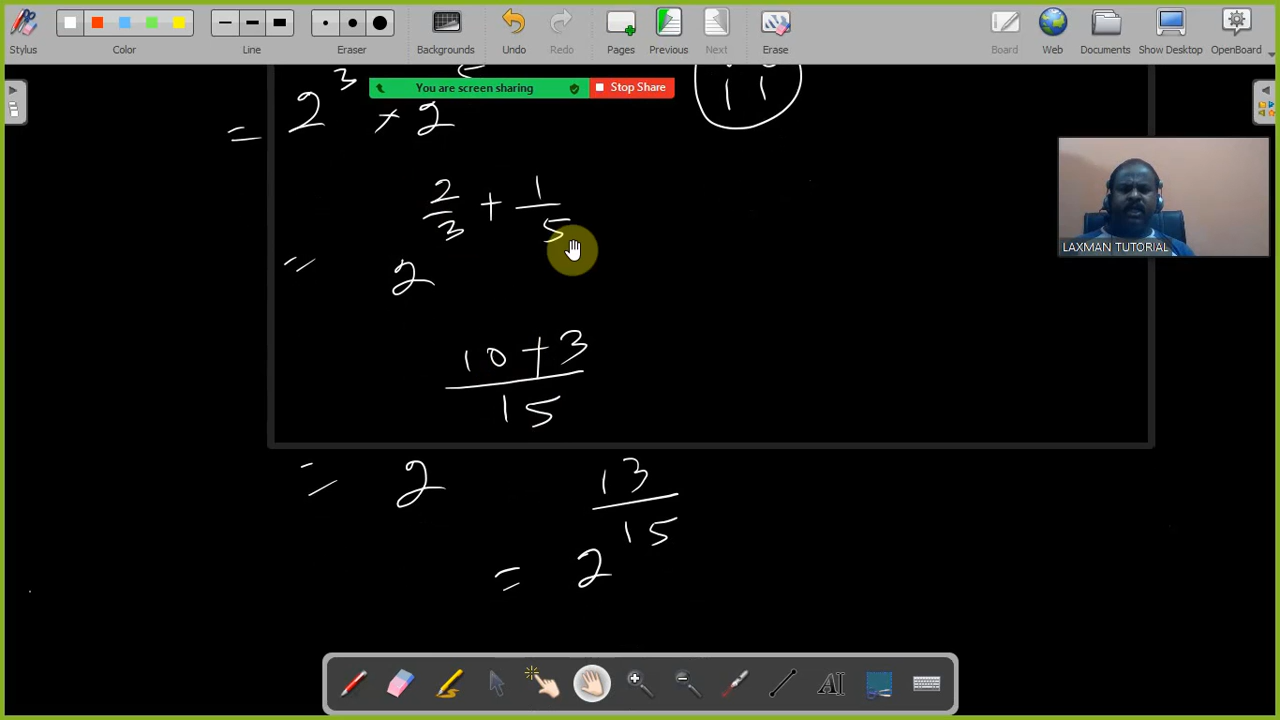 Stylus Color Line Eraser Backgrounds Undo Redo Pages Previous Next Erase Board Web Documents Show Desktop OpenBoard
You are screen sharing Stop Share
= 2^3 × 2
2/3 + 1/5
= 2
10 + 3
15
= 2
13
15
= 2
LAXMAN TUTORIAL
AI